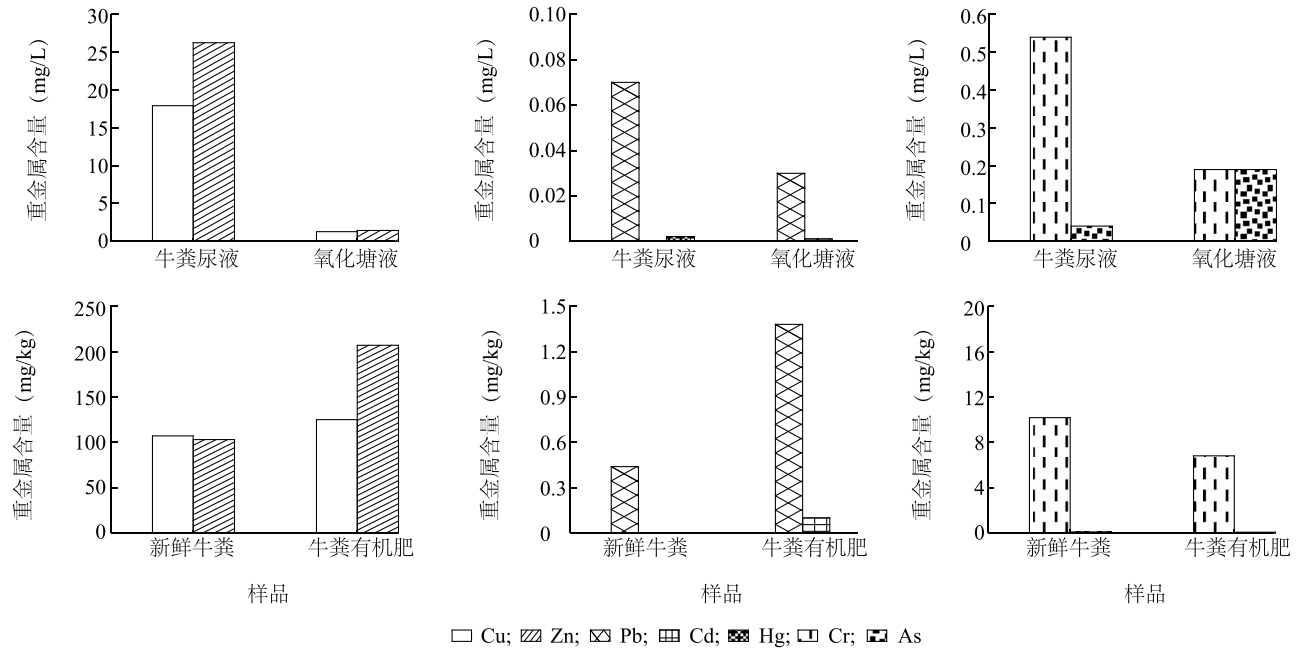 重金属含量（mg/L）
30
25
20
15
10
5
0
牛粪尿液 氧化塘液
重金属含量（mg/L）
0.10
0.08
0.06
0.04
0.02
0
牛粪尿液 氧化塘液
重金属含量（mg/L）
0.6
0.5
0.4
0.3
0.2
0.1
0
牛粪尿液 氧化塘液
重金属含量（mg/kg）
250
200
150
100
50
0
新鲜牛粪 牛粪有机肥
样品
重金属含量（mg/kg）
1.5
1.2
0.9
0.6
0.3
0
新鲜牛粪 牛粪有机肥
样品
重金属含量（mg/kg）
20
16
12
8
4
0
新鲜牛粪 牛粪有机肥
样品
Cu; Zn; Pb; Cd; Hg; Cr; As